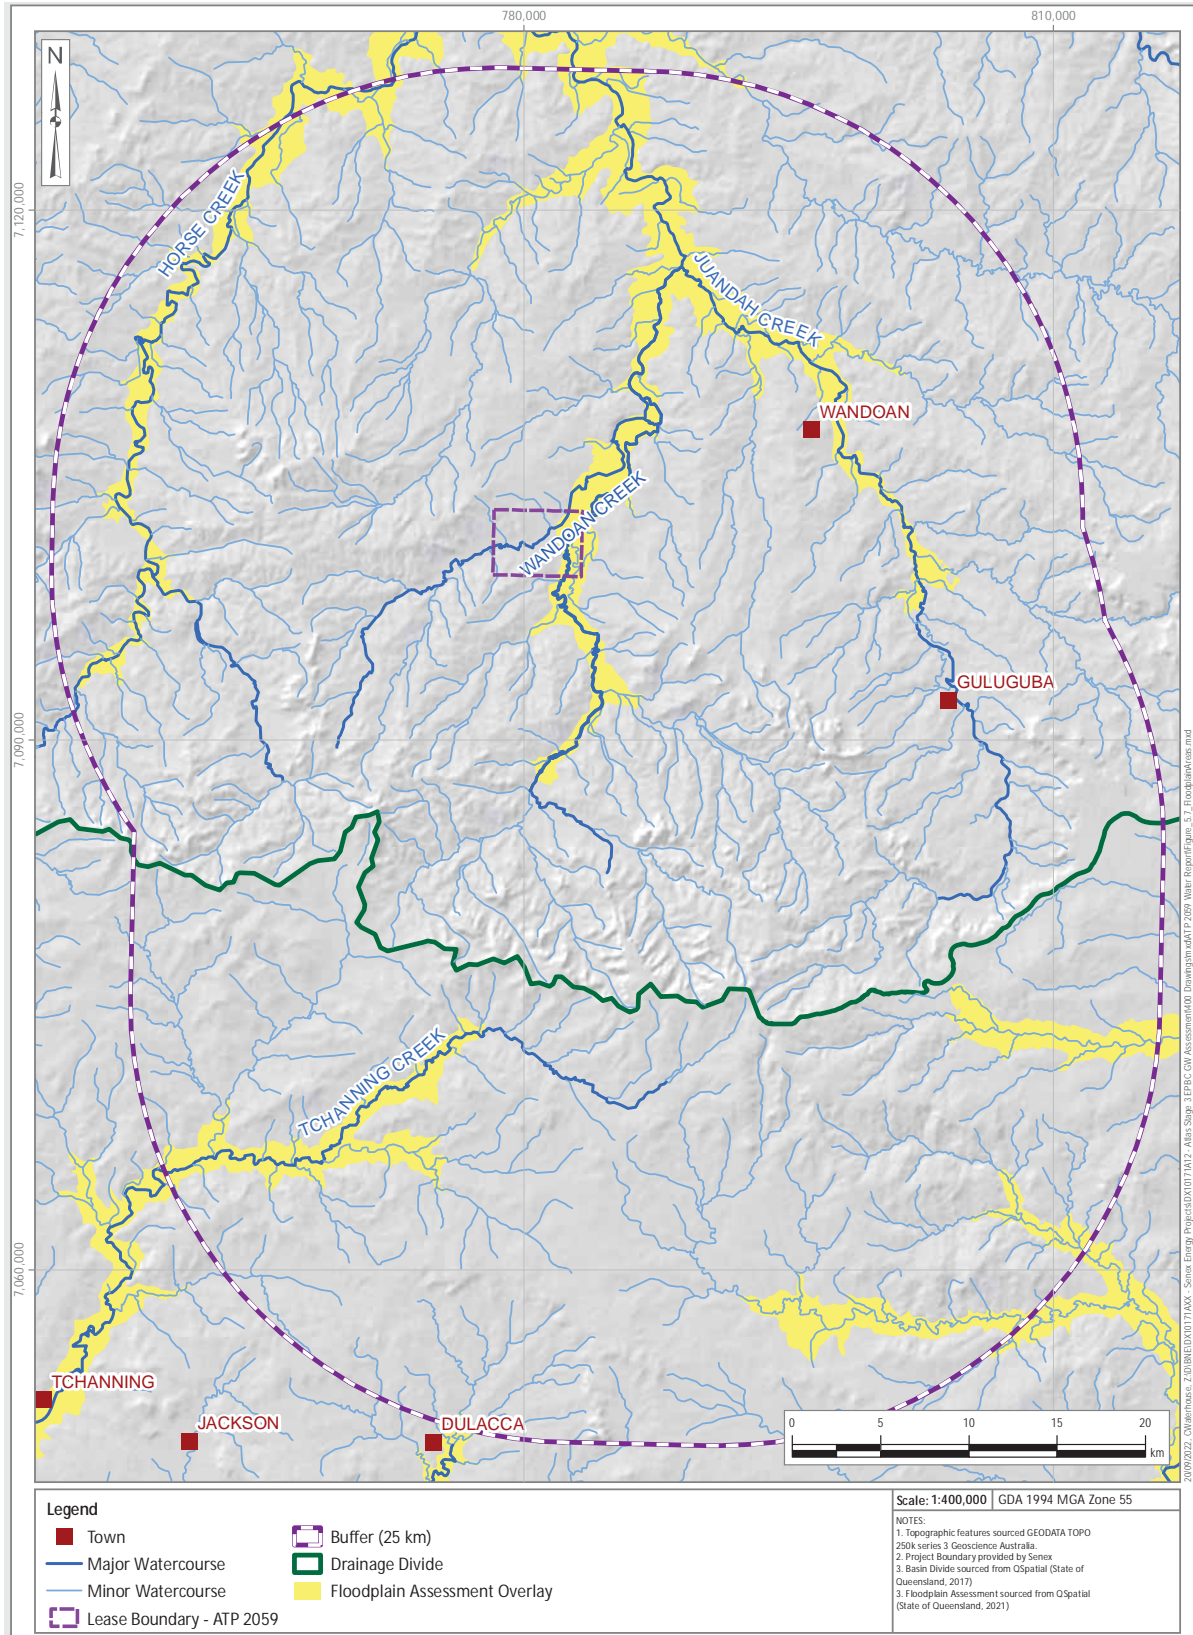 780,000
810,000
N
7,120,000
7,090,000
7,060,000
HORSE CREEK
JUANDAH CREEK
WANDOAN
WANDOAN CREEK
GULUGUBA
TCHANNING CREEK
TCHANNING
JACKSON
DULACCA
0 5 10 15 20
km
Legend
Town
Major Watercourse
Minor Watercourse
Lease Boundary - ATP 2059
Buffer (25 km)
Drainage Divide
Floodplain Assessment Overlay
Scale: 1:400,000 GDA 1994 MGA Zone 55
NOTES:
1. Topographic features sourced GEODATA TOPO
250k series 3 Geoscience Australia.
2. Project Boundary provided by Senex
3. Basin Divide sourced from QSpatial (State of
Queensland, 2017)
3. Floodplain Assessment sourced from QSpatial
(State of Queensland, 2021)